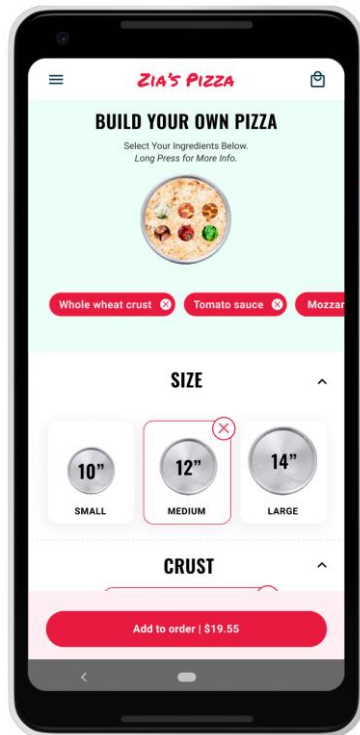 ZIA'S PIZZA
BUILD YOUR OWN PIZZA
Select Your Ingredients Below.
Long Press for More Info.
Whole wheat crust Tomato sauce Mozzar
SIZE
10" 12" 14"
SMALL MEDIUM LARGE
CRUST
Add to order | $19.55